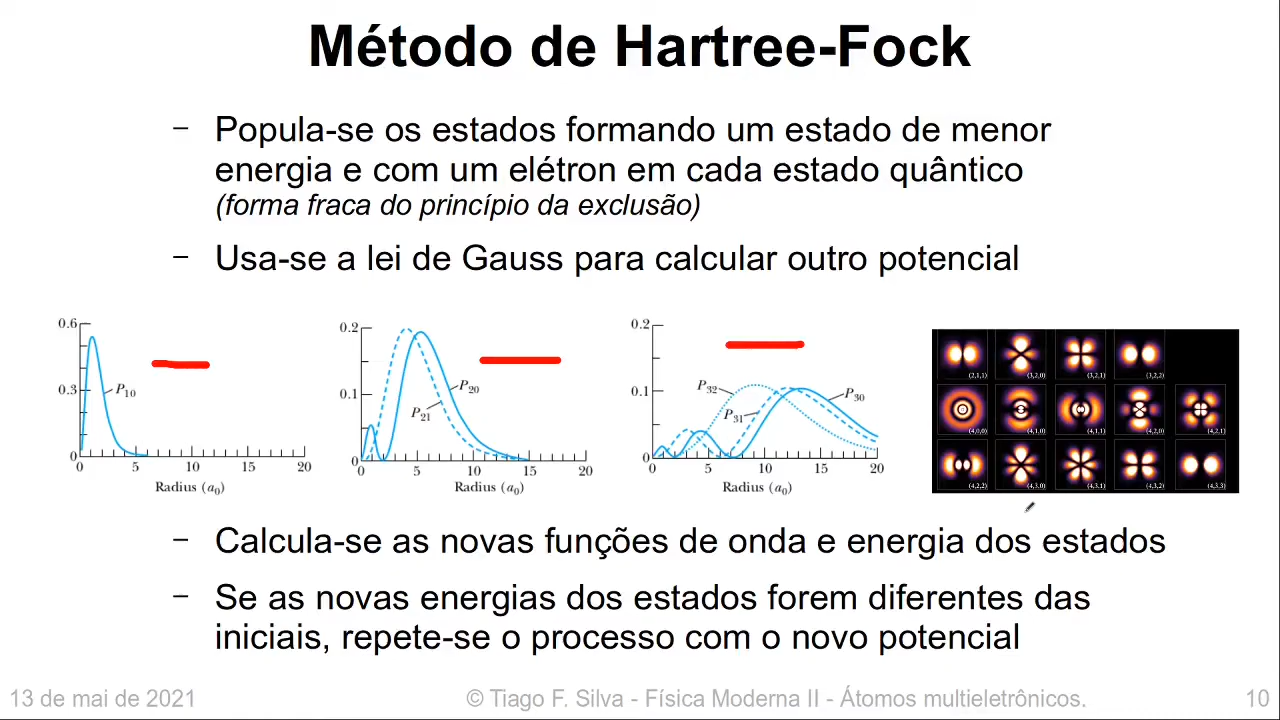 Método de Hartree-Fock
– Popula-se os estados formando um estado de menor
energia e com um elétron em cada estado quântico
(forma fraca do princípio da exclusão)
– Usa-se a lei de Gauss para calcular outro potencial
0.6
0.3
0
P10
0 5 10 15 20
Radius (a0)
0.2
0.1
0
P20
P21
0 5 10 15 20
Radius (a0)
0.2
0.1
0
P32
P31
P30
0 5 10 15 20
Radius (a0)
(2,1,1) (3,2,0) (3,2,1) (3,2,2)
(4,0,0) (4,1,0) (4,1,1) (4,2,0) (4,2,1)
(4,2,2) (4,3,0) (4,3,1) (4,3,2) (4,3,3)
– Calcula-se as novas funções de onda e energia dos estados
– Se as novas energias dos estados forem diferentes das
iniciais, repete-se o processo com o novo potencial
13 de mai de 2021 © Tiago F. Silva - Física Moderna II - Átomos multieletrônicos. 10